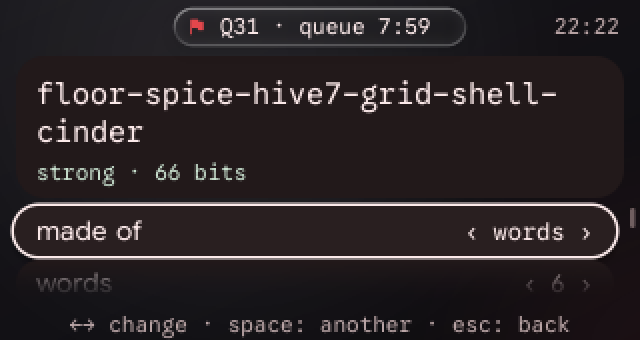 Q31 · queue 7:59
22:22
floor-spice-hive7-grid-shell-
cinder
strong · 66 bits
made of ‹ words ›
words ‹ 6 ›
↔ change · space: another · esc: back